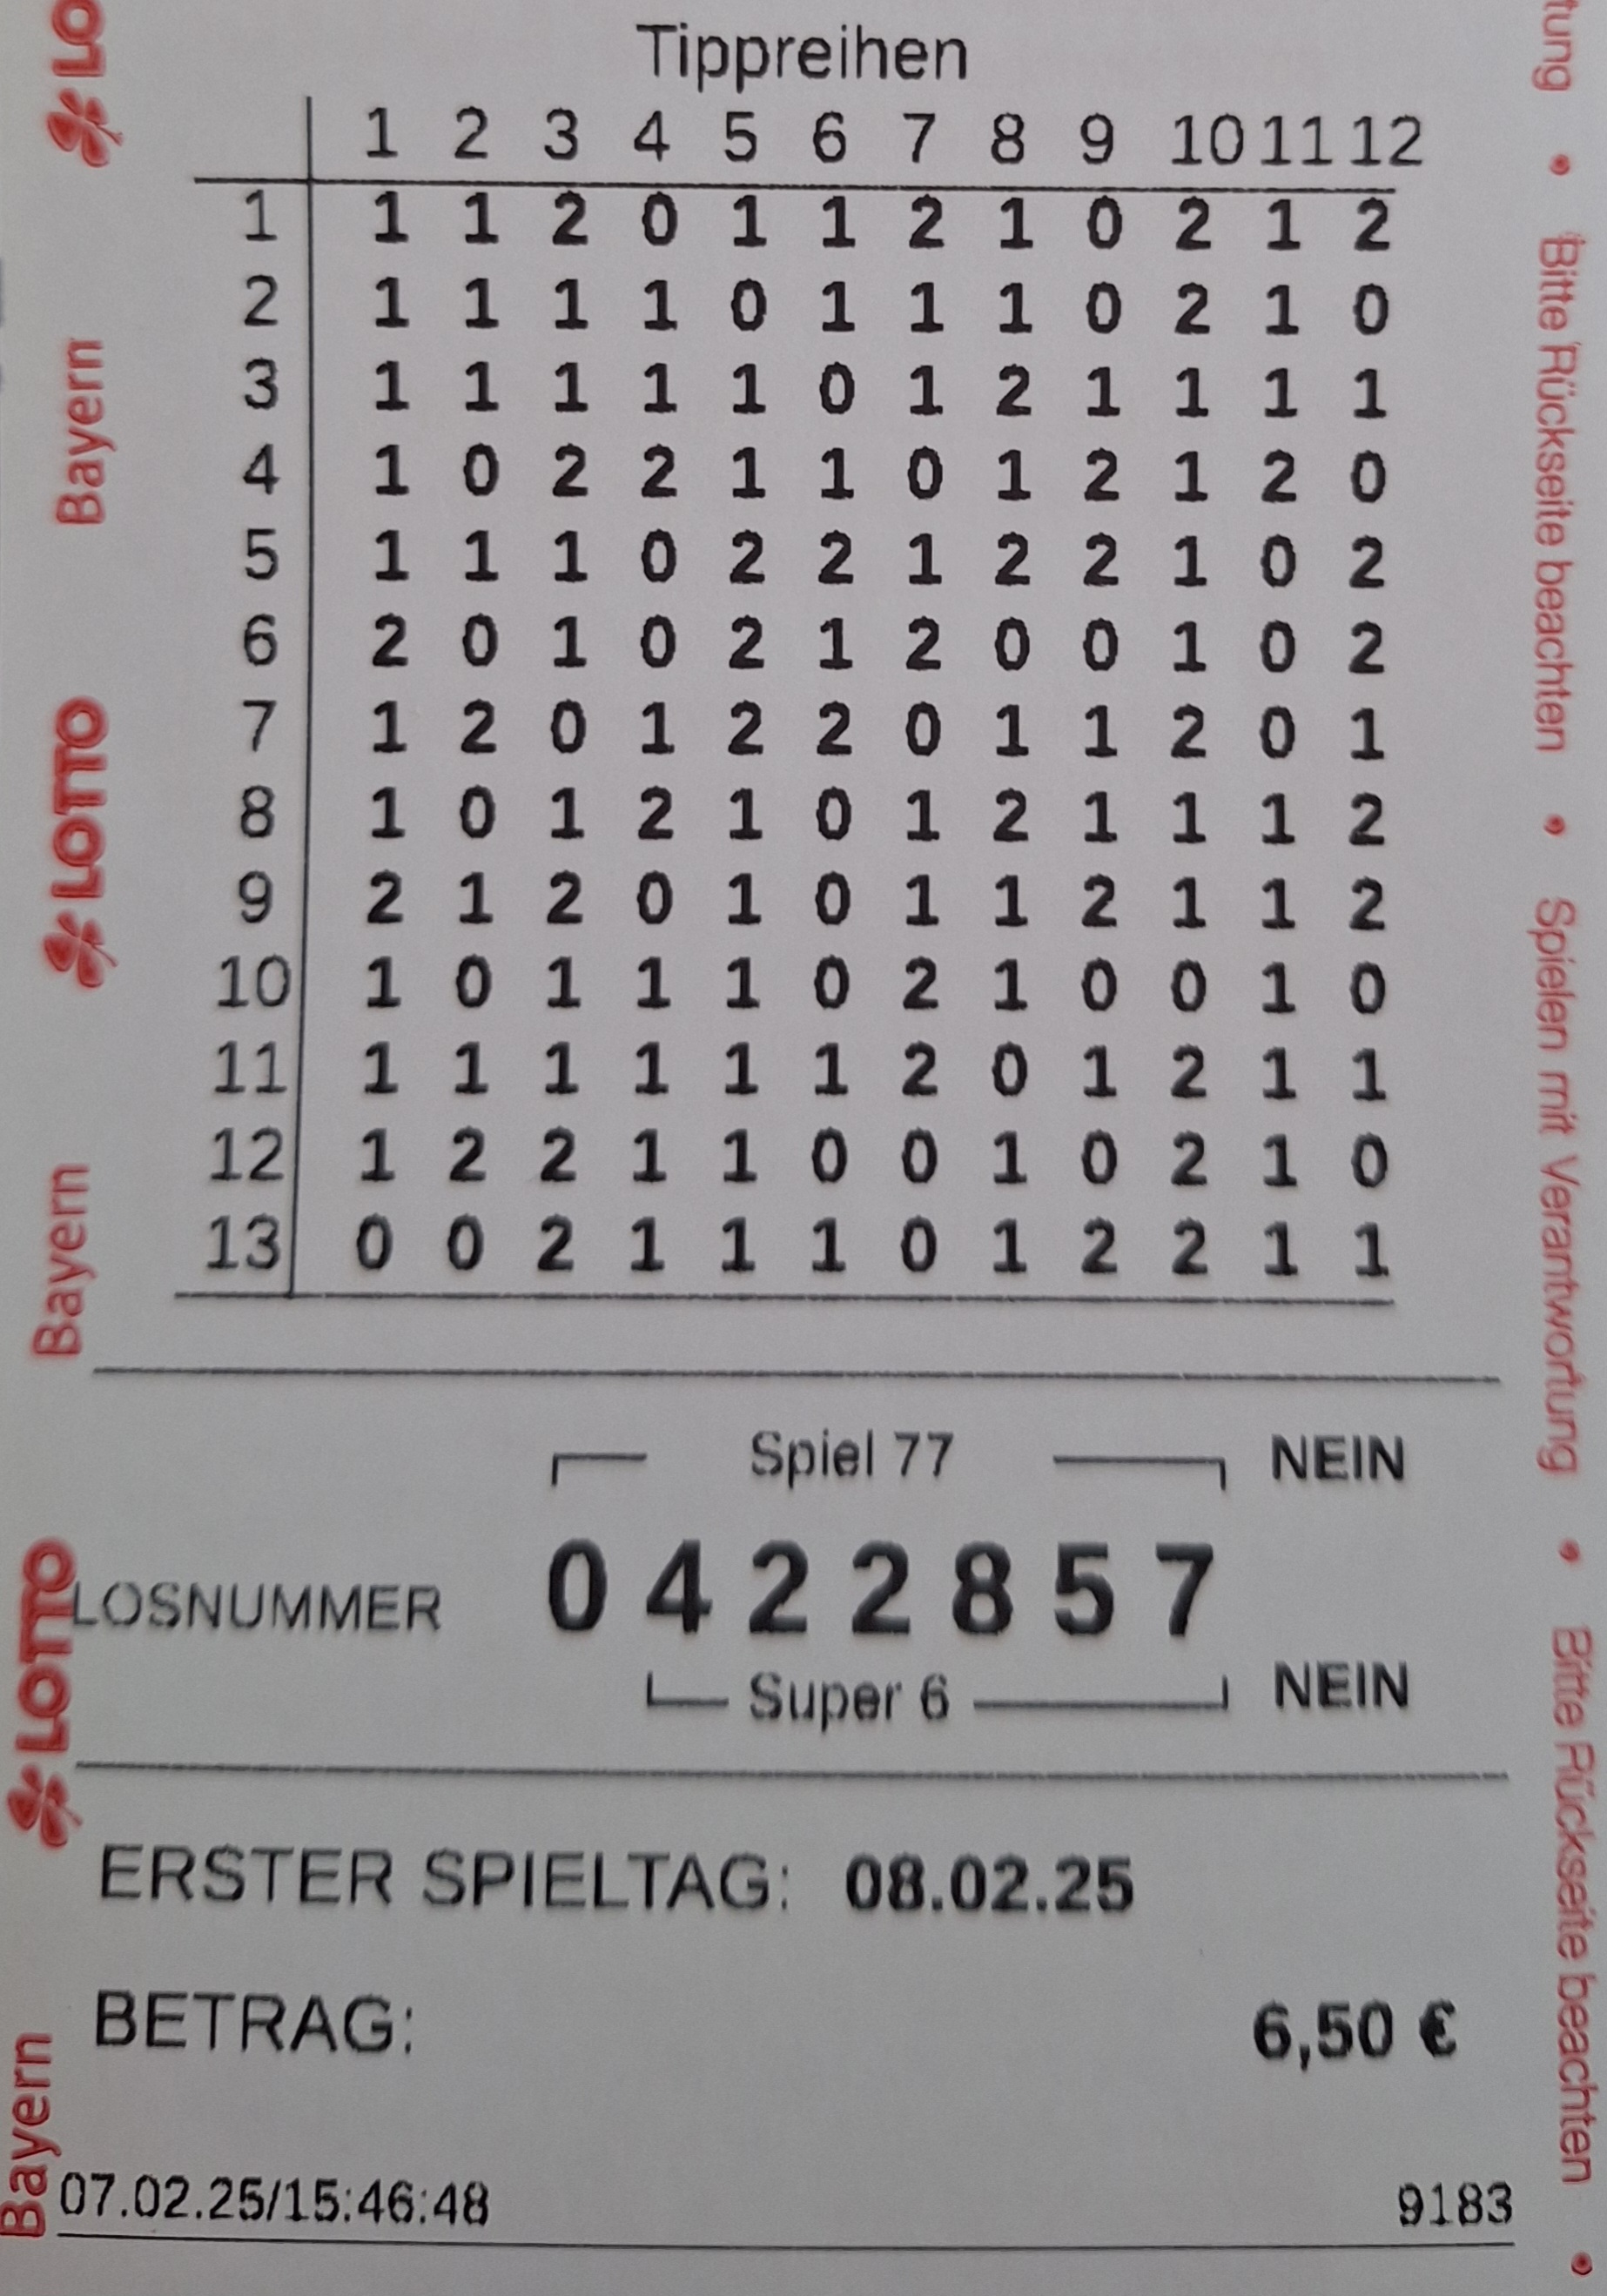 Tippreihen
1 2 3 4 5 6 7 8 9 10 11 12
1 1 1 2 0 1 1 2 1 0 2 1 2
2 1 1 1 1 0 1 1 1 0 2 1 0
3 1 1 1 1 1 0 1 2 1 1 1 1
4 1 0 2 2 1 1 0 1 2 1 2 0
5 1 1 1 0 2 2 1 2 2 1 0 2
6 2 0 1 0 2 1 2 0 0 1 0 2
7 1 2 0 1 2 2 0 1 1 2 0 1
8 1 0 1 2 1 0 1 2 1 1 1 2
9 2 1 2 0 1 0 1 1 2 1 1 2
10 1 0 1 1 1 0 2 1 0 0 1 0
11 1 1 1 1 1 1 2 0 1 2 1 1
12 1 2 2 1 1 0 0 1 0 2 1 0
13 0 0 2 1 1 1 0 1 2 2 1 1
Spiel 77 NEIN
LOSNUMMER 0 4 2 2 8 5 7
Super 6 NEIN
ERSTER SPIELTAG: 08.02.25
BETRAG: 6,50 €
07.02.25/15:46:48 9183
Bayern LOTTO Bayern LOTTO Bayern LO
tung • Bitte Rückseite beachten • Spielen mit Verantwortung • Bitte Rückseite beachten •